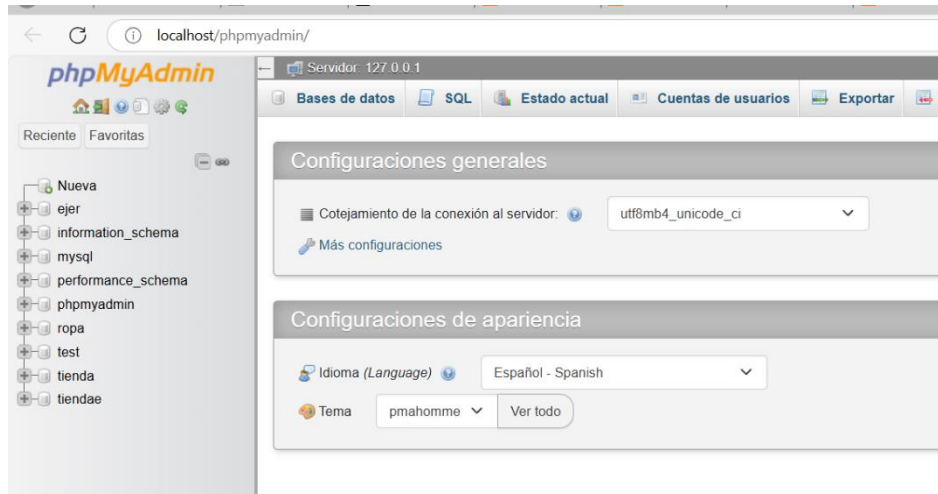 localhost/phpmyadmin/
phpMyAdmin
Reciente Favoritas
Nueva
ejer
information_schema
mysql
performance_schema
phpmyadmin
ropa
test
tienda
tiendae
Servidor: 127.0.0.1
Bases de datos SQL Estado actual Cuentas de usuarios Exportar
Configuraciones generales
Cotejamiento de la conexión al servidor: utf8mb4_unicode_ci
Más configuraciones
Configuraciones de apariencia
Idioma (Language) Español - Spanish
Tema pmahomme Ver todo